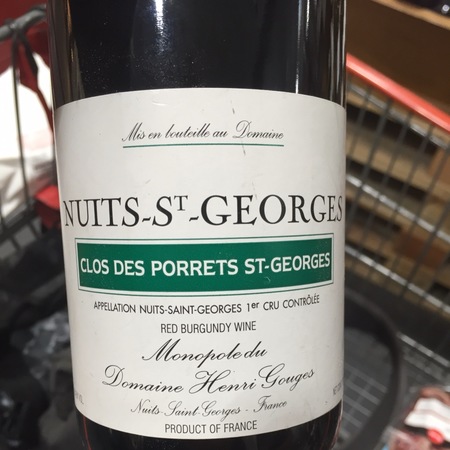 Mis en bouteille au Domaine
NUITS-ST-GEORGES
CLOS DES PORRETS ST-GEORGES
APPELLATION NUITS-SAINT-GEORGES 1er CRU CONTRÔLÉE
RED BURGUNDY WINE
Monopole du
Domaine Henri Gouges
Nuits-Saint-Georges - France
PRODUCT OF FRANCE